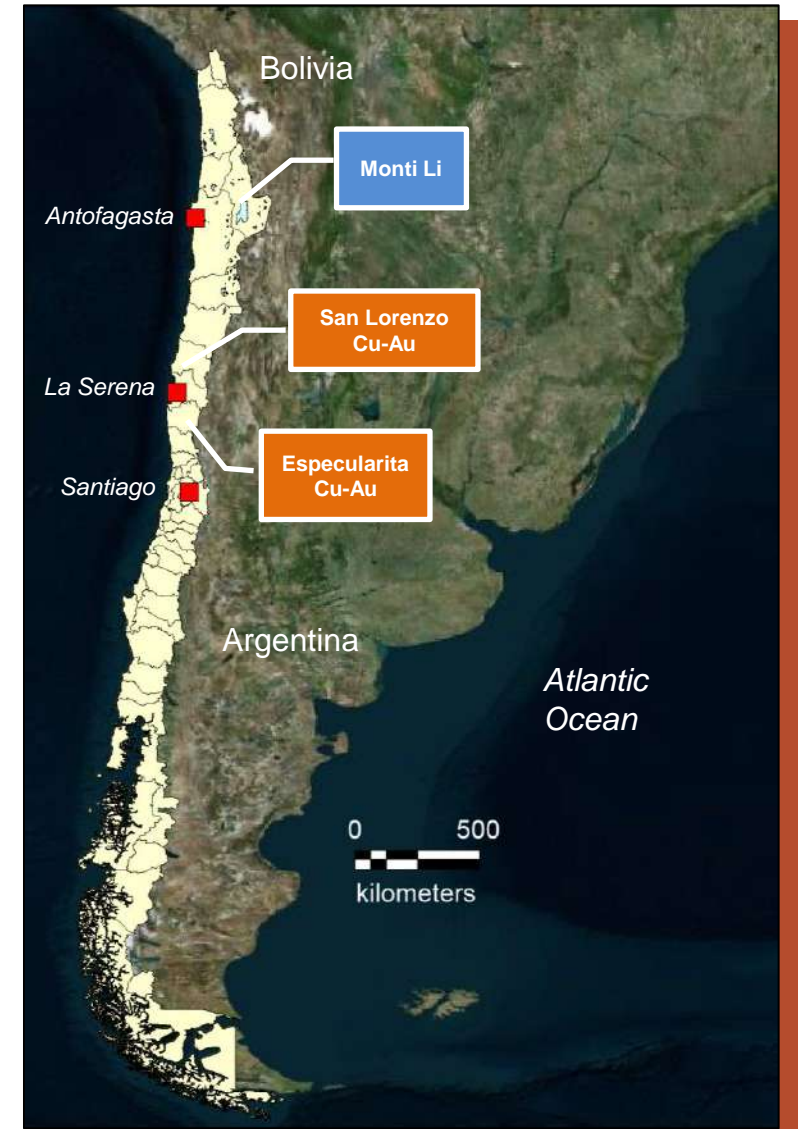 Bolivia
Monti Li
Antofagasta
San Lorenzo
Cu-Au
La Serena
Especularita
Cu-Au
Santiago
Argentina
Atlantic
Ocean
0 500
kilometers